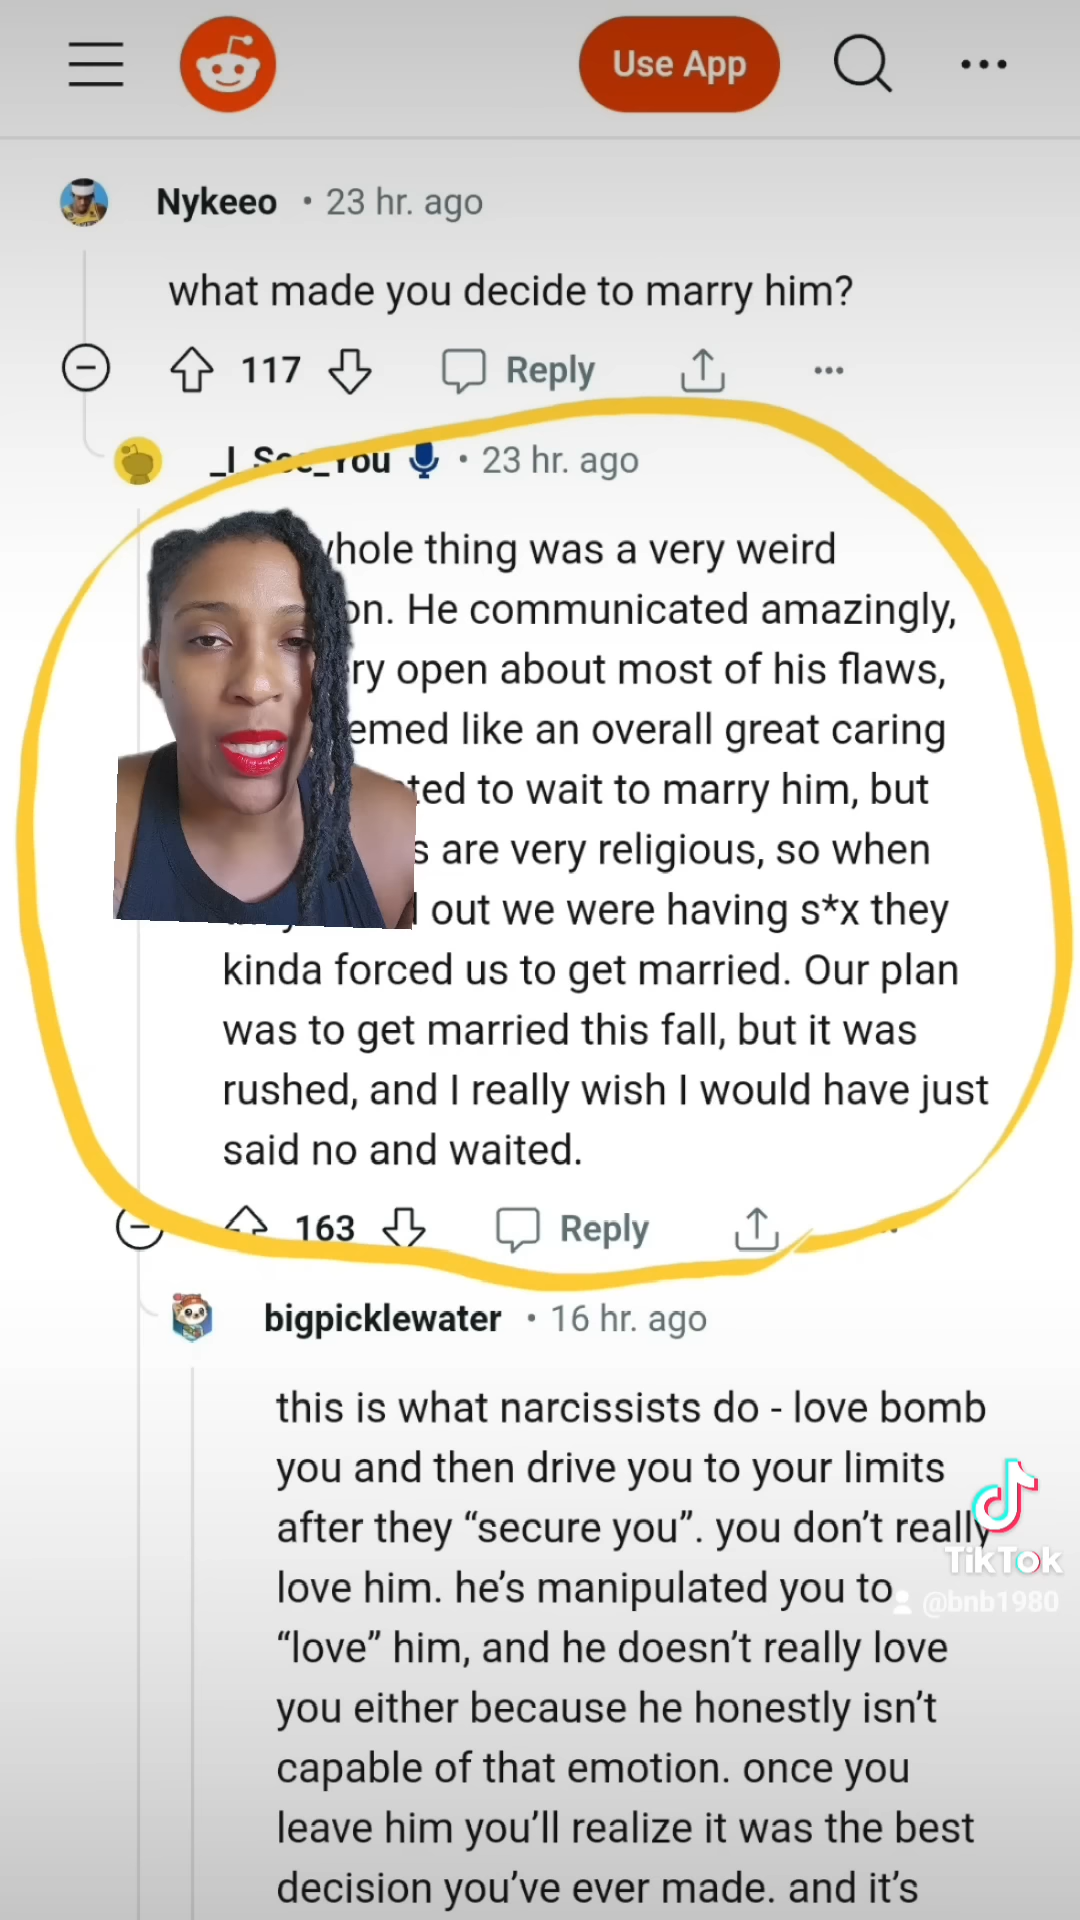 Use App
Nykeeo • 23 hr. ago
what made you decide to marry him?
117 Reply
_I_See_You • 23 hr. ago
whole thing was a very weird
on. He communicated amazingly,
ry open about most of his flaws,
emed like an overall great caring
ted to wait to marry him, but
s are very religious, so when
out we were having s*x they
kinda forced us to get married. Our plan
was to get married this fall, but it was
rushed, and I really wish I would have just
said no and waited.
163 Reply
bigpicklewater • 16 hr. ago
this is what narcissists do - love bomb
you and then drive you to your limits
after they “secure you”. you don’t really
love him. he’s manipulated you to
“love” him, and he doesn’t really love
you either because he honestly isn’t
capable of that emotion. once you
leave him you’ll realize it was the best
decision you’ve ever made. and it’s
TikTok
@bnb1980